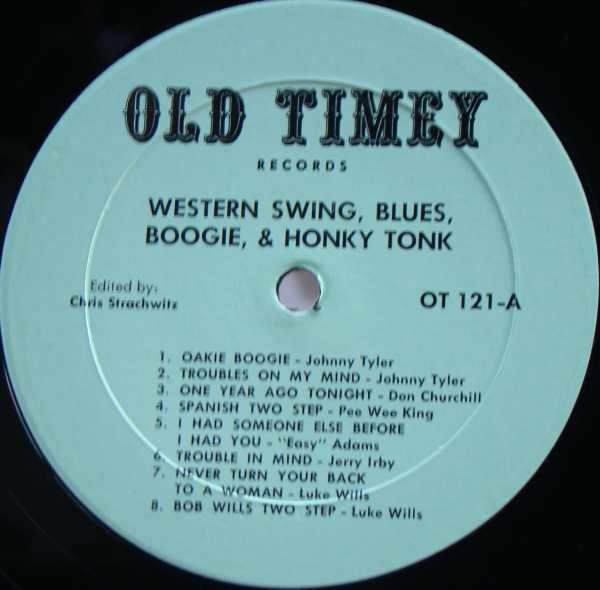 OLD TIMEY
RECORDS
WESTERN SWING, BLUES,
BOOGIE, & HONKY TONK
Edited by:
Chris Strachwitz
OT 121-A
1. OAKIE BOOGIE - Johnny Tyler
2. TROUBLES ON MY MIND - Johnny Tyler
3. ONE YEAR AGO TONIGHT - Don Churchill
4. SPANISH TWO STEP - Pee Wee King
5. I HAD SOMEONE ELSE BEFORE
I HAD YOU - "Easy" Adams
6. TROUBLE IN MIND - Jerry Irby
7. NEVER TURN YOUR BACK
TO A WOMAN - Luke Wills
8. BOB WILLS TWO STEP - Luke Wills